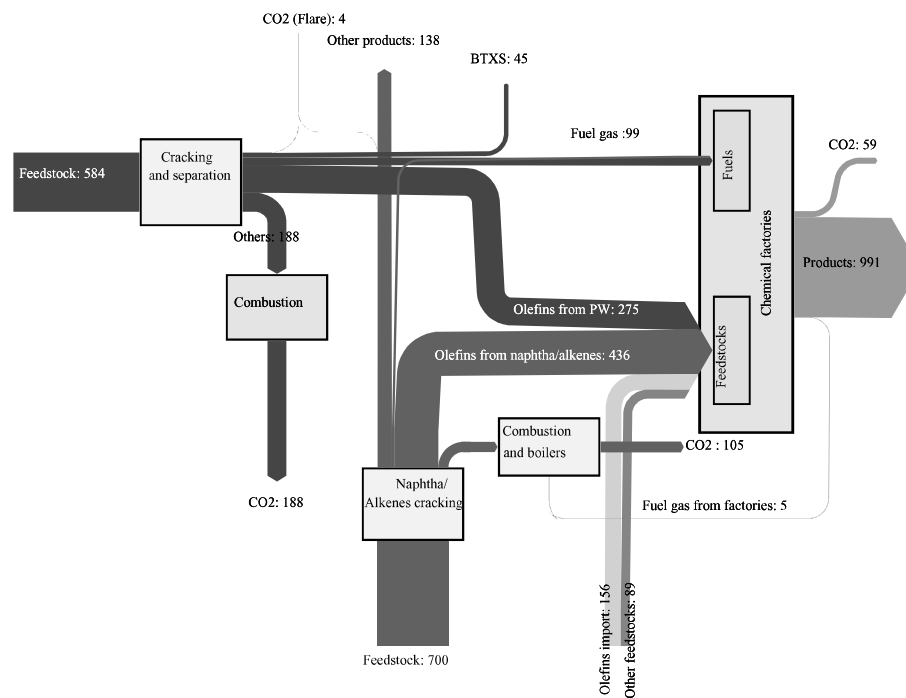 CO2 (Flare): 4
Other products: 138
BTXS: 45
Fuel gas :99
CO2: 59
Cracking
and separation
Feedstock: 584
Fuels
Chemical factories
Others: 188
Products: 991
Combustion
Olefins from PW: 275
Olefins from naphtha/alkenes: 436
Feedstocks
Combustion
and boilers
CO2 : 105
Naphtha/
Alkenes cracking
CO2: 188
Fuel gas from factories: 5
Olefins import: 156
Other feedstocks: 89
Feedstock: 700